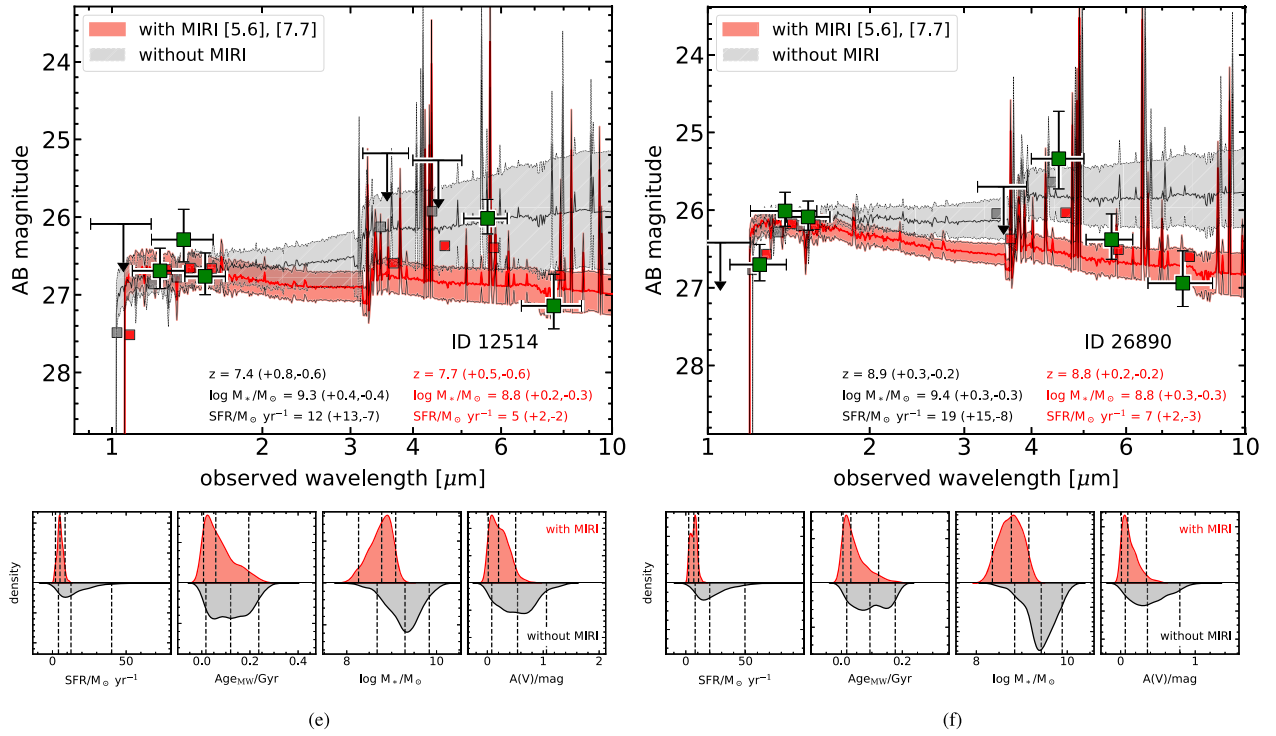 with MIRI [5.6], [7.7]
without MIRI
AB magnitude
24
25
26
27
28
ID 12514
z = 7.4 (+0.8,-0.6)
log M∗/M⊙ = 9.3 (+0.4,-0.4)
SFR/M⊙ yr⁻¹ = 12 (+13,-7)
z = 7.7 (+0.5,-0.6)
log M∗/M⊙ = 8.8 (+0.2,-0.3)
SFR/M⊙ yr⁻¹ = 5 (+2,-2)
1 2 3 4 6 10
observed wavelength [μm]
density
with MIRI
without MIRI
0 50
0.0 0.2 0.4
8 10
0 1 2
SFR/M⊙ yr⁻¹
Age_MW/Gyr
log M∗/M⊙
A(V)/mag
(e)
with MIRI [5.6], [7.7]
without MIRI
AB magnitude
24
25
26
27
28
ID 26890
z = 8.9 (+0.3,-0.2)
log M∗/M⊙ = 9.4 (+0.3,-0.3)
SFR/M⊙ yr⁻¹ = 19 (+15,-8)
z = 8.8 (+0.2,-0.2)
log M∗/M⊙ = 8.8 (+0.3,-0.3)
SFR/M⊙ yr⁻¹ = 7 (+2,-3)
1 2 3 4 6 10
observed wavelength [μm]
density
with MIRI
without MIRI
0 50
0.0 0.2
8 10
0 1
SFR/M⊙ yr⁻¹
Age_MW/Gyr
log M∗/M⊙
A(V)/mag
(f)